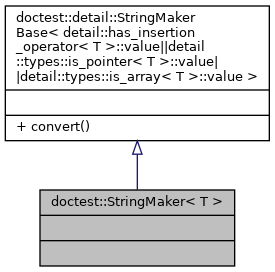 doctest::detail::StringMaker
Base< detail::has_insertion
_operator< T >::value||detail
::types::is_pointer< T >::value|
|detail::types::is_array< T >::value >
+ convert()
doctest::StringMaker< T >